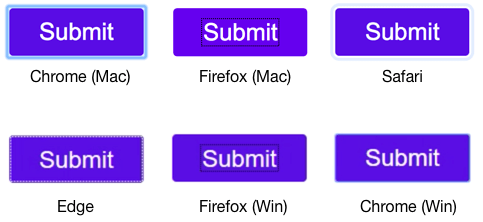 Submit Submit Submit
Chrome (Mac) Firefox (Mac) Safari
Submit Submit Submit
Edge Firefox (Win) Chrome (Win)